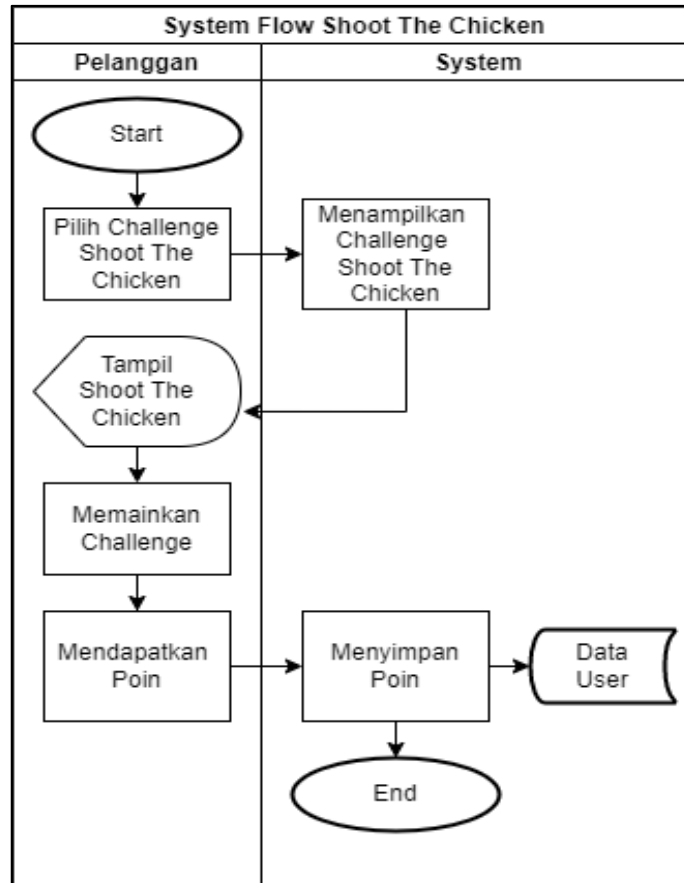 System Flow Shoot The Chicken
Pelanggan
System
Start
Pilih Challenge
Shoot The
Chicken
Menampilkan
Challenge
Shoot The
Chicken
Tampil
Shoot The
Chicken
Memainkan
Challenge
Mendapatkan
Poin
Menyimpan
Poin
Data
User
End